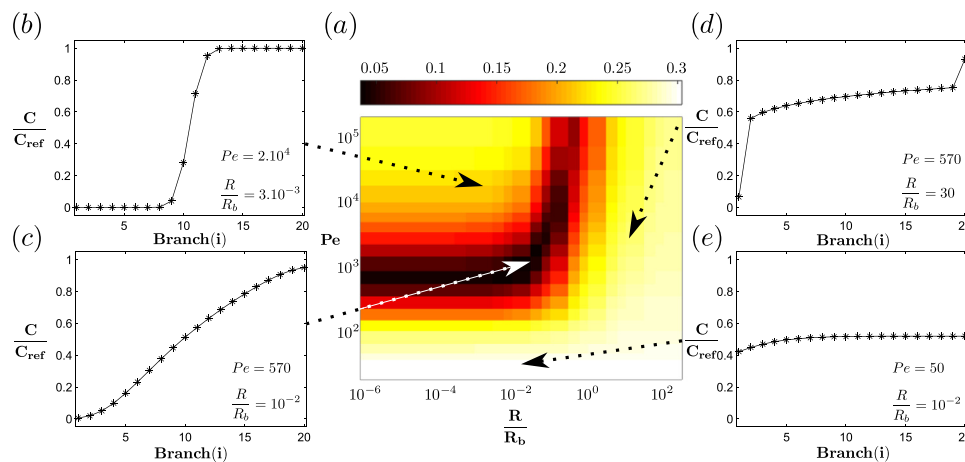 (b)
1
0.8
0.6
0.4
0.2
0
C
C_ref
Pe = 2.10^4
R/R_b = 3.10^-3
5 10 15 20
Branch(i)
(a)
0.05 0.1 0.15 0.2 0.3
10^5
10^4
Pe
10^3
10^2
10^-6 10^-4 10^-2 10^0 10^2
R
R_b
(d)
1
0.8
0.6
0.4
0.2
0
C
C_ref
Pe = 570
R/R_b = 30
5 10 15 20
Branch(i)
(c)
1
0.8
0.6
0.4
0.2
0
C
C_ref
Pe = 570
R/R_b = 10^-2
5 10 15 20
Branch(i)
(e)
1
0.8
0.6
0.4
0.2
0
C
C_ref
Pe = 50
R/R_b = 10^-2
5 10 15 20
Branch(i)